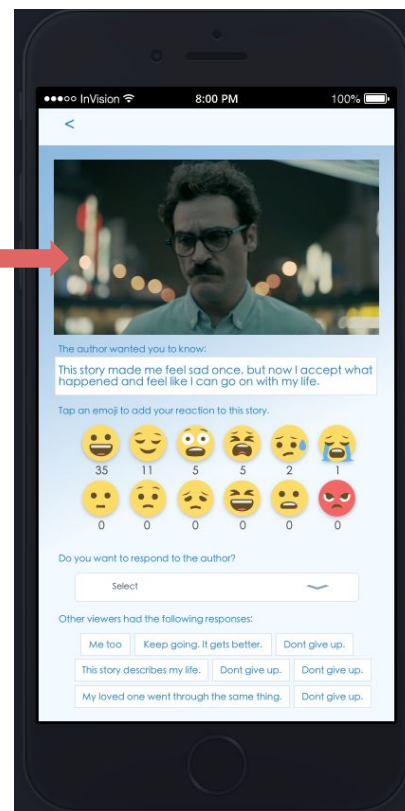 InVision 8:00 PM 100%
<
The author wanted you to know:
This story made me feel sad once, but now I accept what
happened and feel like I can go on with my life.
Tap an emoji to add your reaction to this story.
35 11 5 5 2 1
0 0 0 0 0 0
Do you want to respond to the author?
Select
Other viewers had the following responses:
Me too Keep going. It gets better. Dont give up.
This story describes my life. Dont give up. Dont give up.
My loved one went through the same thing. Dont give up.